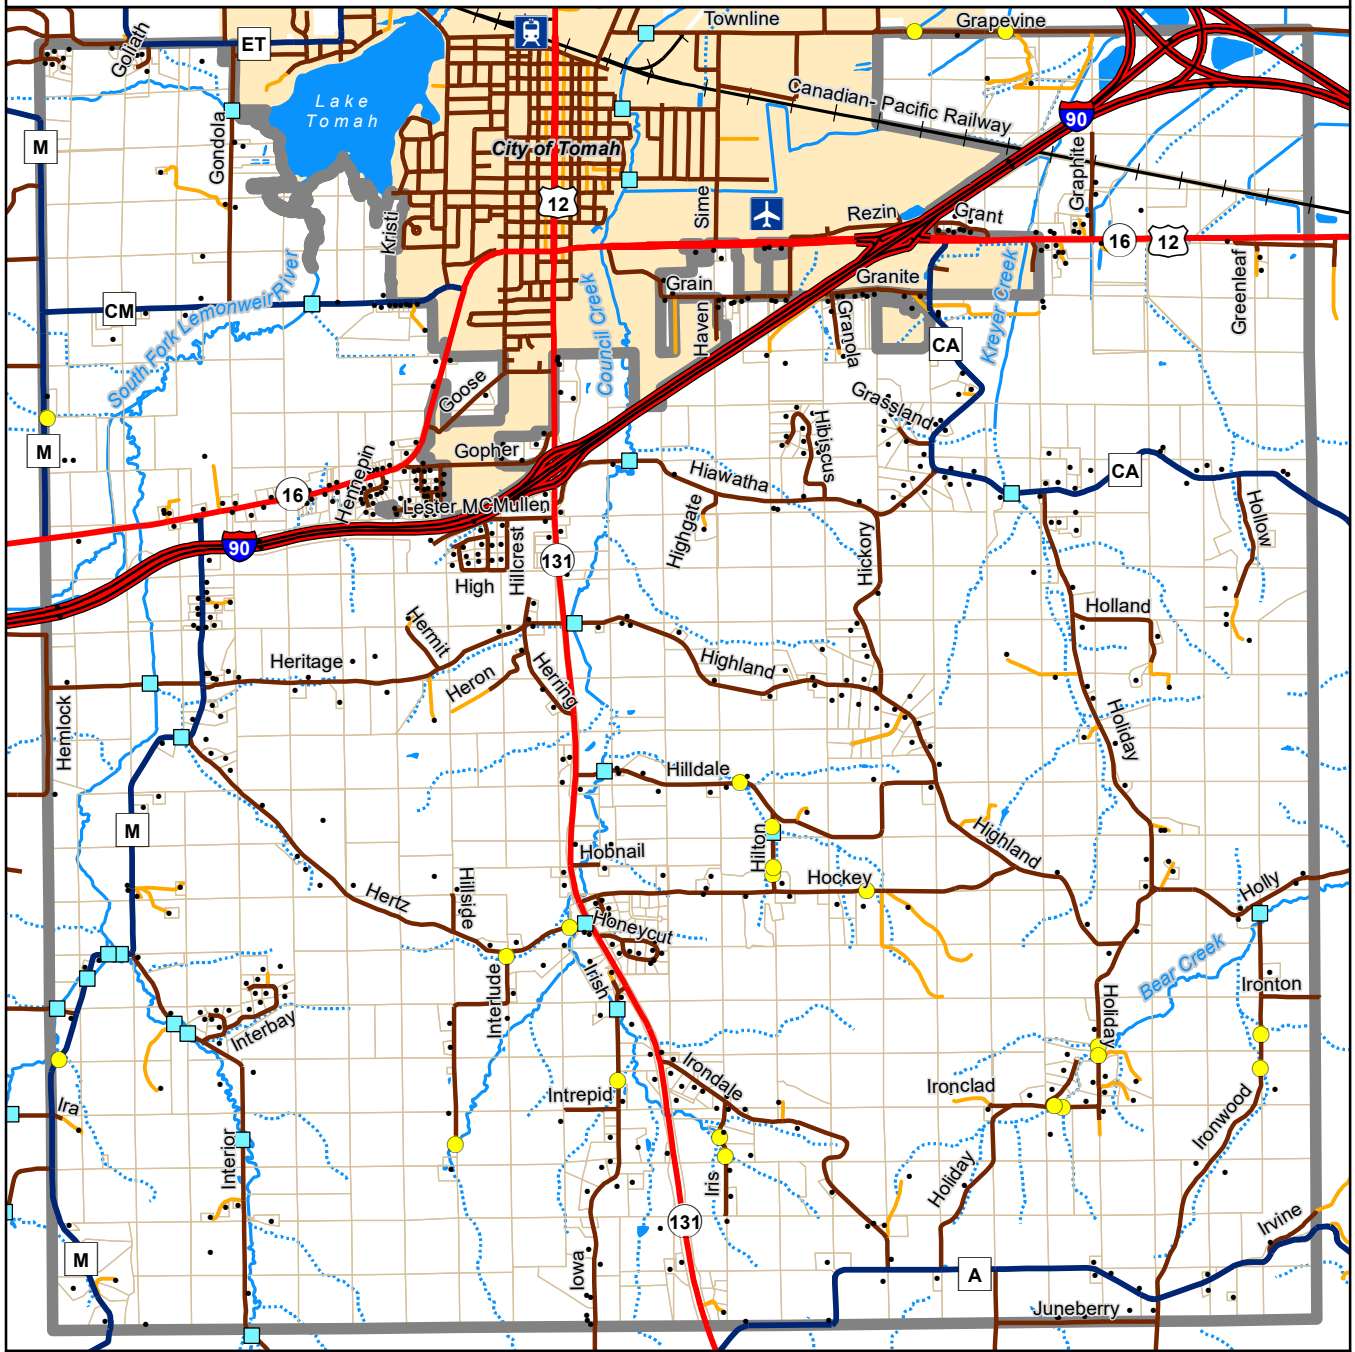 Townline
Grapevine
Goliath
ET
Lake
Tomah
Canadian- Pacific Railway
90
M
Gondola
City of Tomah
Graphite
12
Sime
Rezin
Grant
Kristi
16
12
South Fork Lemonweir River
Council Creek
Grain
Granite
Kreyer Creek
Greenleaf
CM
Haven
Granola
CA
Goose
Grassland
Hibiscus
M
Gopher
Hiawatha
CA
Hennepin
16
Lester MCMullen
Highgate
Hollow
90
131
Hillcrest
Hickory
High
Holland
Hermit
Heritage
Heron
Herring
Highland
Hemlock
Holiday
Hilldale
M
Hobnail
Hilton
Highland
Hockey
Hertz
Hillside
Holly
Honeycut
Bear Creek
Irish
Interlude
Ironton
Holiday
Interbay
Irondale
Ironclad
Intrepid
Ira
Ironwood
Interior
Iris
Holiday
131
Irvine
M
Iowa
A
Juneberry